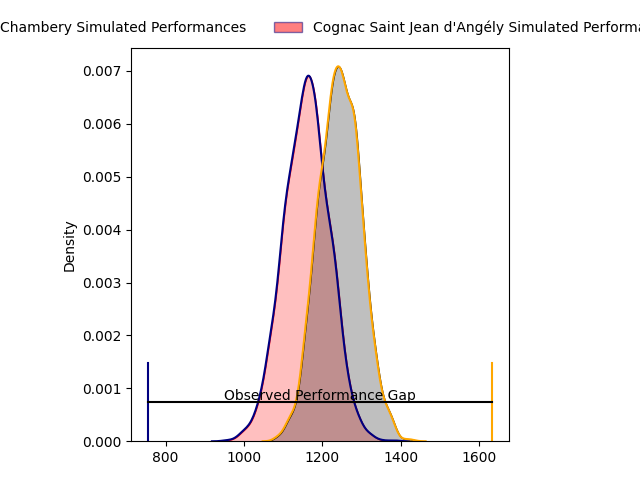 Chambery Simulated Performances
Cognac Saint Jean d'Angély Simulated
Density
0.007
0.006
0.005
0.004
0.003
0.002
0.001
0.000
Observed Performance Gap
800 1000 1200 1400 1600